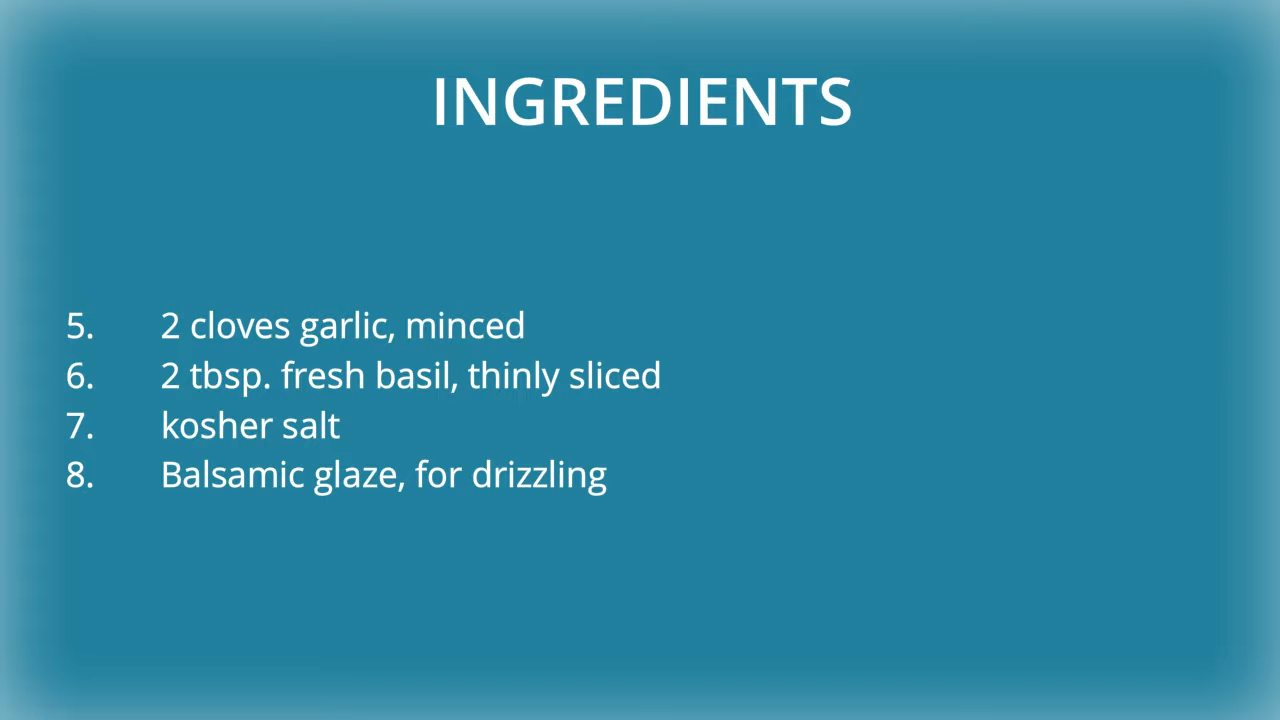 INGREDIENTS
5. 2 cloves garlic, minced
6. 2 tbsp. fresh basil, thinly sliced
7. kosher salt
8. Balsamic glaze, for drizzling